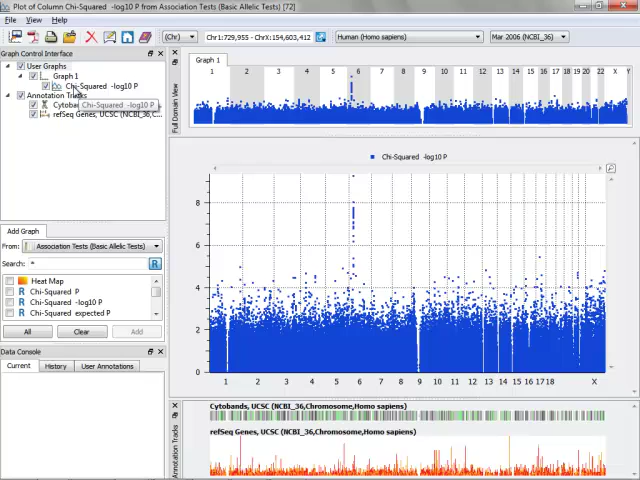 Plot of Column Chi-Squared -log10 P from Association Tests (Basic Allelic Tests) [72]
File View Help
(Chr) Chr1:729,955 - ChrX:154,603,412 Human (Homo sapiens) Mar 2006 (NCBI_36)
Graph Control Interface
User Graphs
Graph 1
Chi-Squared -log10 P
Annotation Tracks
Cytoba Chi-Squared -log10 P
refSeq Genes, UCSC (NCBI_36,C...
Add Graph
From: Association Tests (Basic Allelic Tests)
Search: * R
Heat Map
R Chi-Squared P
R Chi-Squared -log10 P
R Chi-Squared expected P
All Clear Add
Data Console
Current History User Annotations
Full Domain View
Graph 1
1 2 3 4 5 6 7 8 9 10 11 12 13 14 15 16 17 18 20 22 X Y
Chi-Squared -log10 P
8
6
4
2
0
1 2 3 4 5 6 7 8 9 10 11 12 13 14 15 16 17 18 X
Annotation Tracks
Cytobands, UCSC (NCBI_36,Chromosome,Homo sapiens)
refSeq Genes, UCSC (NCBI_36,Chromosome,Homo sapiens)